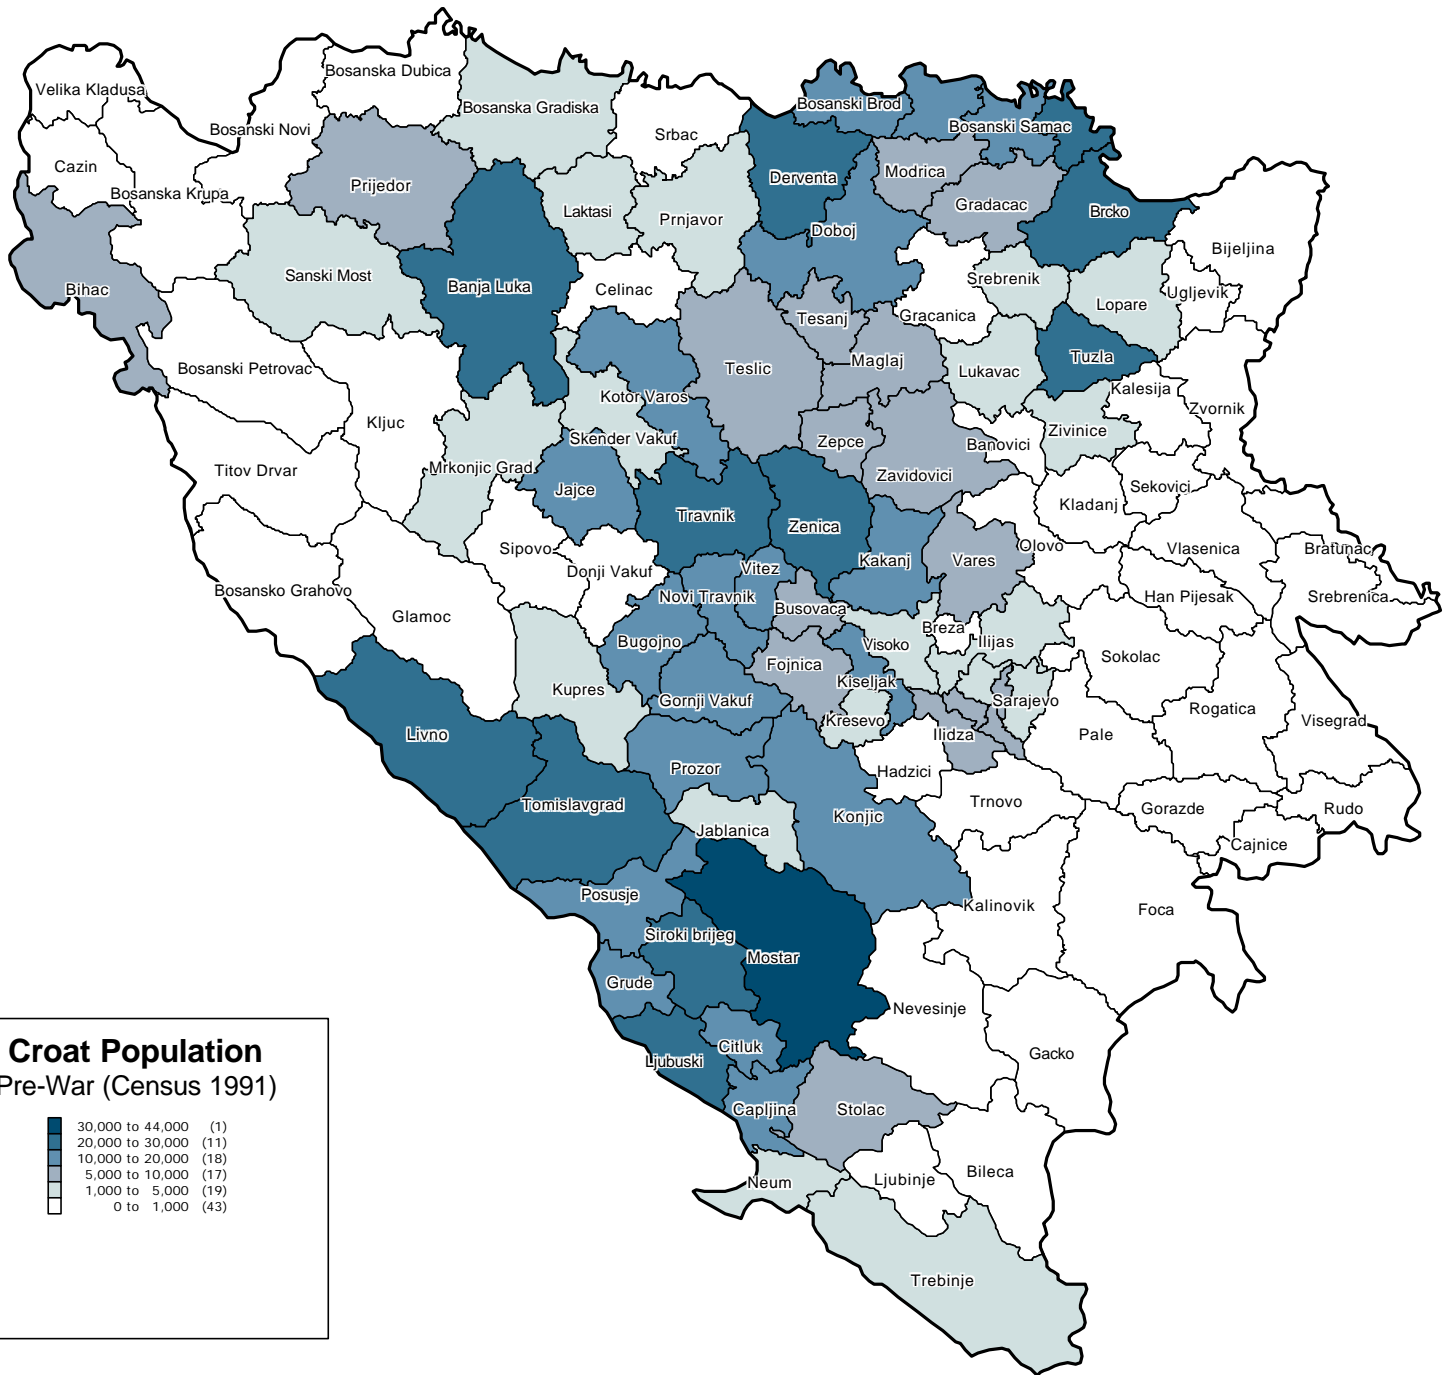 Bosanska Dubica
Velika Kladusa
Bosanska Gradiska
Bosanski Brod
Bosanski Novi
Srbac
Bosanski Samac
Cazin
Bosanska Krupa
Prijedor
Laktasi
Prnjavor
Derventa
Modrica
Gradacac
Brcko
Doboj
Bijeljina
Bihac
Sanski Most
Banja Luka
Celinac
Srebrenik
Lopare
Ugljevik
Tesanj
Gracanica
Bosanski Petrovac
Teslic
Maglaj
Lukavac
Tuzla
Kalesija
Zvornik
Kljuc
Kotor Varos
Skender Vakuf
Zepce
Banovici
Zivinice
Titov Drvar
Mrkonjic Grad
Zavidovici
Jajce
Sekovici
Kladanj
Travnik
Zenica
Sipovo
Olovo
Vlasenica
Bratunac
Donji Vakuf
Vitez
Kakanj
Vares
Bosansko Grahovo
Novi Travnik
Busovaca
Han Pijesak
Srebrenica
Glamoc
Bugojno
Visoko
Breza
Ilijas
Sokolac
Fojnica
Kupres
Gornji Vakuf
Kiseljak
Sarajevo
Rogatica
Visegrad
Livno
Kresevo
Ilidza
Pale
Prozor
Hadzici
Tomislavgrad
Jablanica
Konjic
Trnovo
Gorazde
Rudo
Cajnice
Posusje
Kalinovik
Foca
Siroki brijeg
Mostar
Grude
Nevesinje
Ljubuski
Citluk
Gacko
Capljina
Stolac
Neum
Ljubinje
Bileca
Trebinje
Croat Population
Pre-War (Census 1991)
30,000 to 44,000 (1)
20,000 to 30,000 (11)
10,000 to 20,000 (18)
5,000 to 10,000 (17)
1,000 to 5,000 (19)
0 to 1,000 (43)